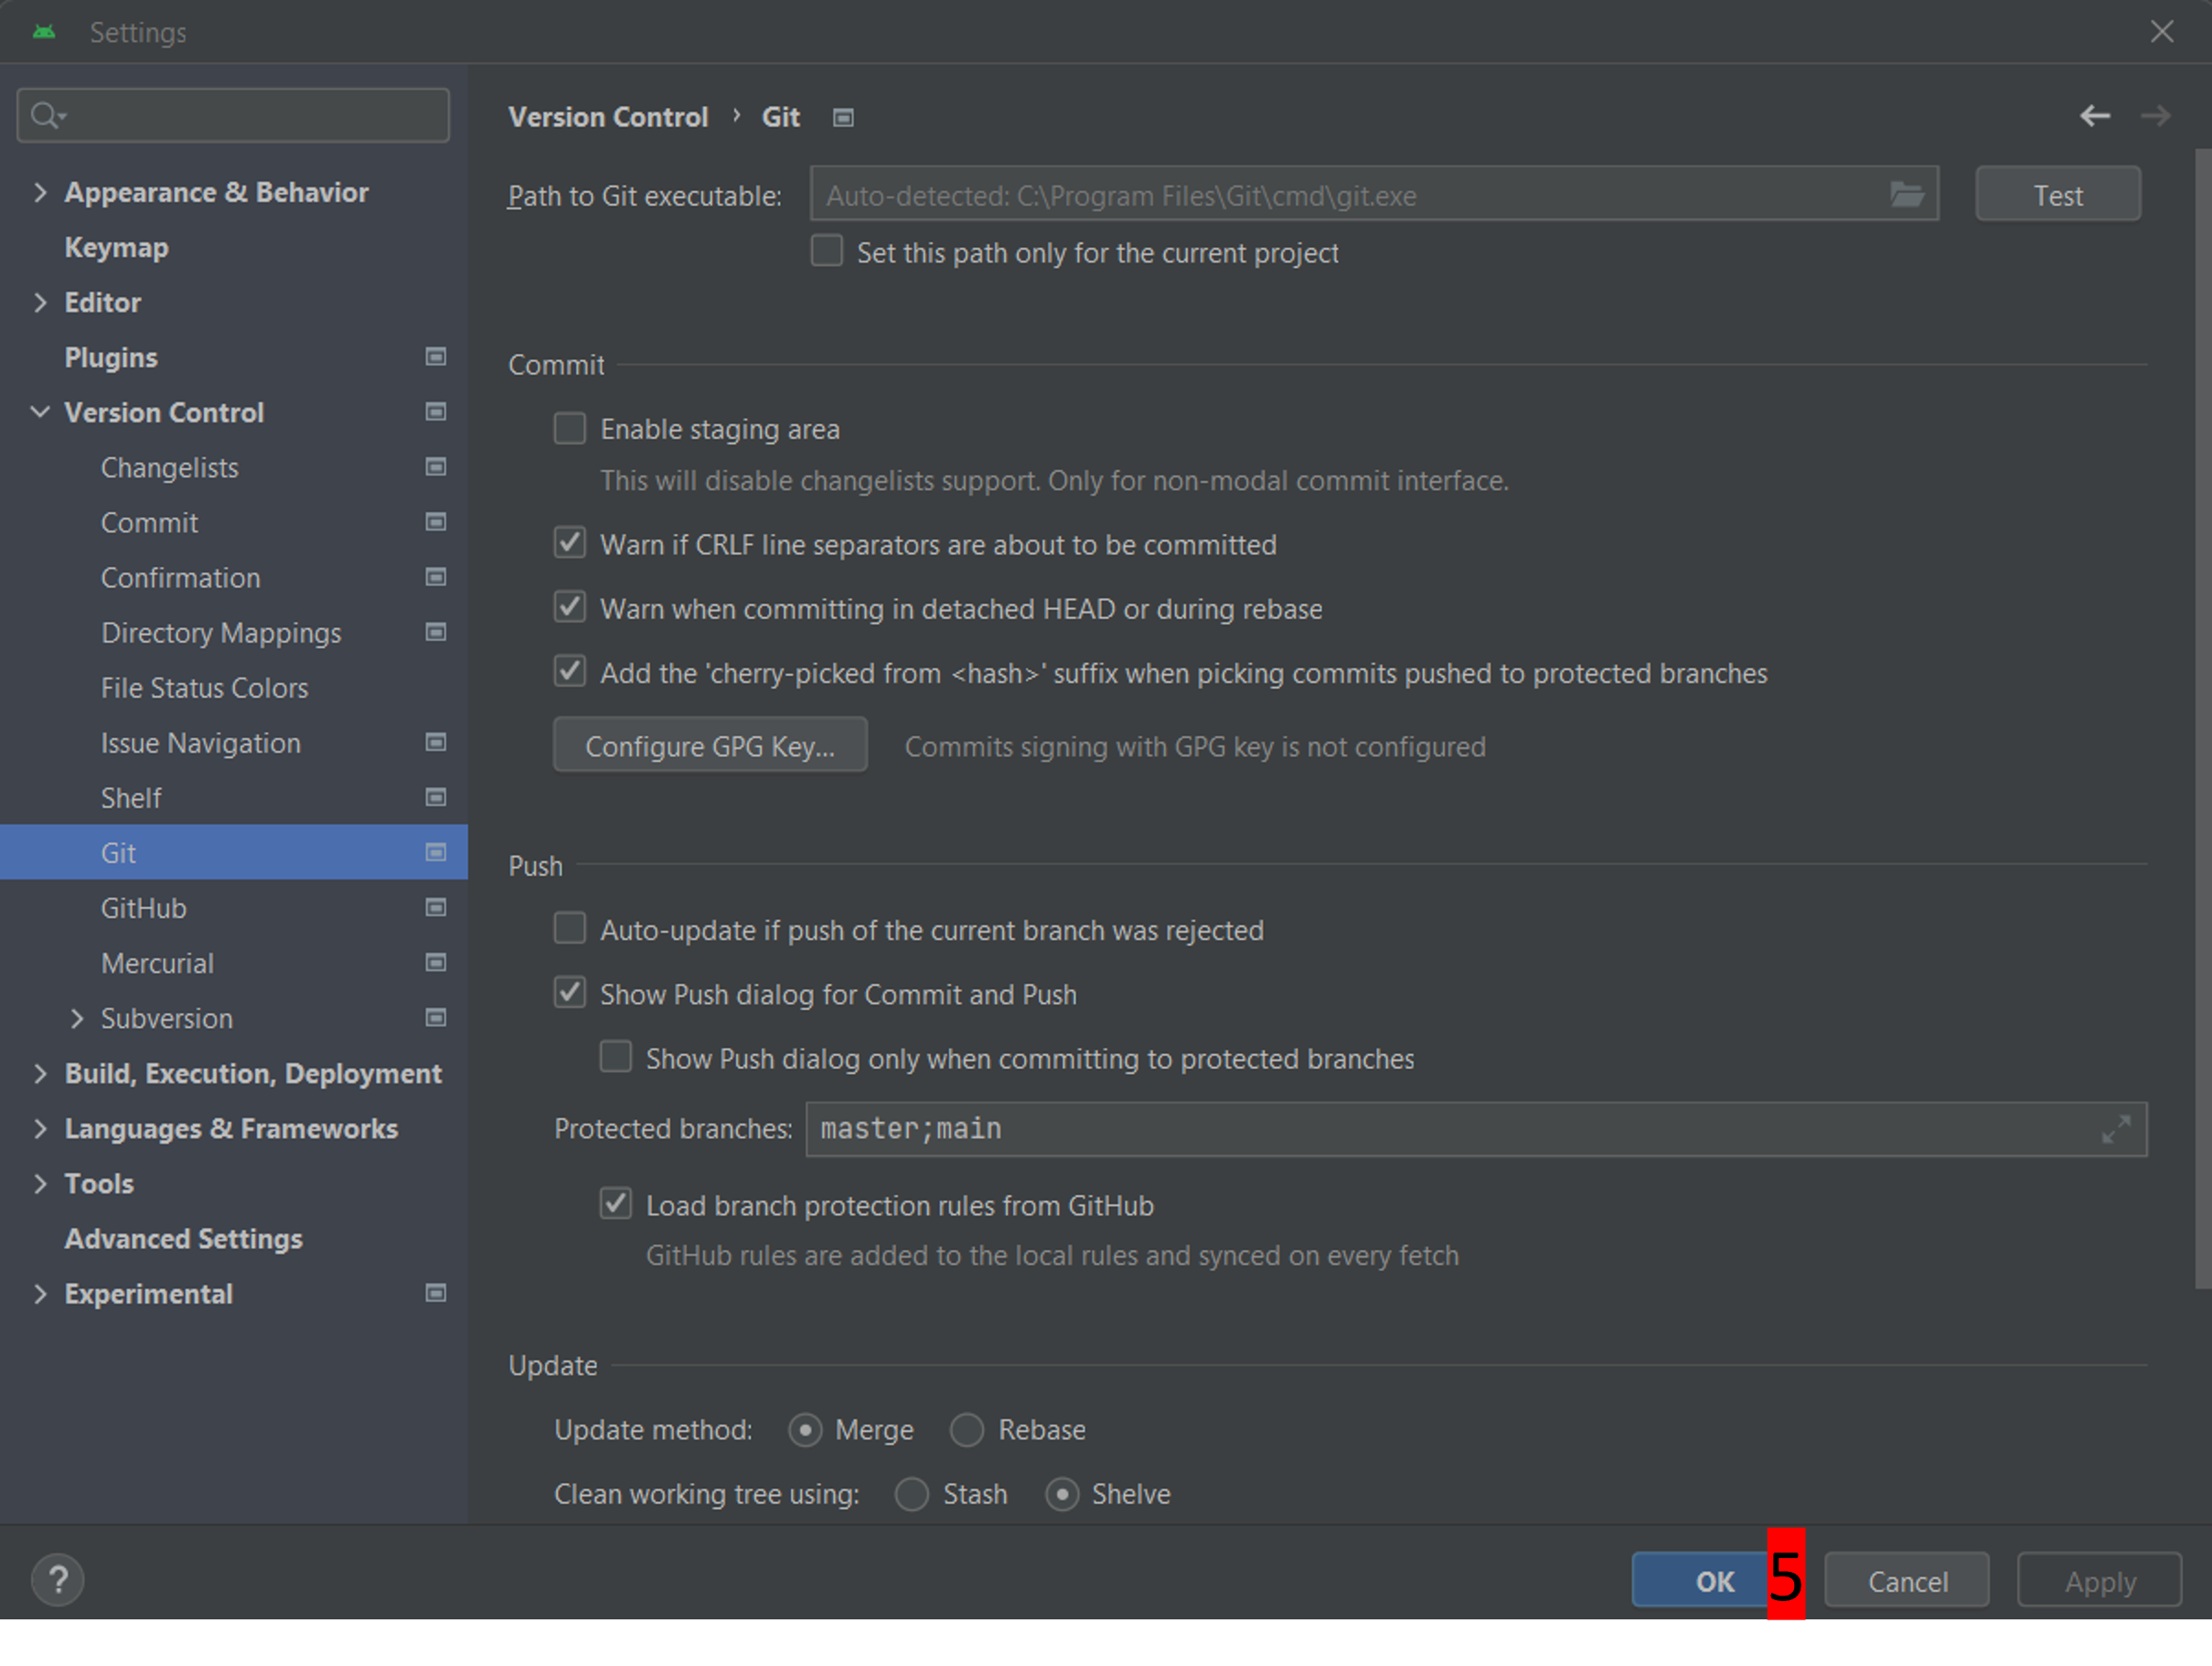 Settings
Appearance & Behavior
Keymap
Editor
Plugins
Version Control
Changelists
Commit
Confirmation
Directory Mappings
File Status Colors
Issue Navigation
Shelf
Git
GitHub
Mercurial
Subversion
Build, Execution, Deployment
Languages & Frameworks
Tools
Advanced Settings
Experimental
Version Control › Git
Path to Git executable: Auto-detected: C:\Program Files\Git\cmd\git.exe Test
Set this path only for the current project
Commit
Enable staging area
This will disable changelists support. Only for non-modal commit interface.
Warn if CRLF line separators are about to be committed
Warn when committing in detached HEAD or during rebase
Add the 'cherry-picked from <hash>' suffix when picking commits pushed to protected branches
Configure GPG Key... Commits signing with GPG key is not configured
Push
Auto-update if push of the current branch was rejected
Show Push dialog for Commit and Push
Show Push dialog only when committing to protected branches
Protected branches: master;main
Load branch protection rules from GitHub
GitHub rules are added to the local rules and synced on every fetch
Update
Update method: Merge Rebase
Clean working tree using: Stash Shelve
? OK 5 Cancel Apply